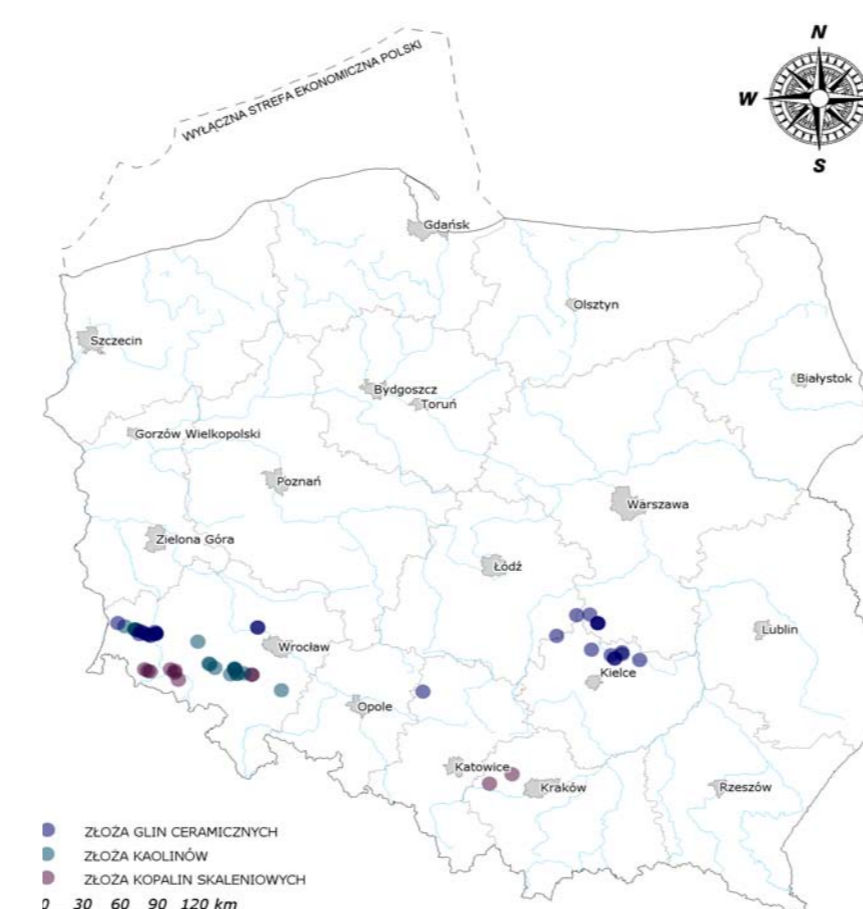 N
W
S
WYŁĄCZNA STREFA EKONOMICZNA POLSKI
Gdańsk
Olsztyn
Szczecin
Białystok
Bydgoszcz
Toruń
Gorzów Wielkopolski
Poznań
Warszawa
Zielona Góra
Łódź
Lublin
Wrocław
Kielce
Opole
Katowice
Kraków
Rzeszów
ZŁOŻA GLIN CERAMICZNYCH
ZŁOŻA KAOLINÓW
ZŁOŻA KOPALIN SKALENIOWYCH
0 30 60 90 120 km